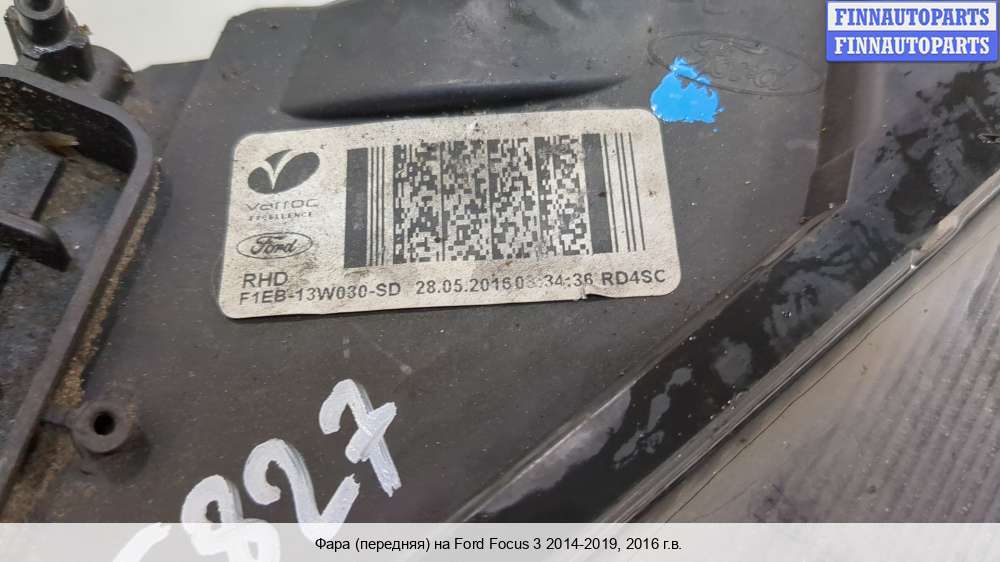 FINNAUTOPARTS
FINNAUTOPARTS
Ford
varroc
EXCELLENCE
Ford
RHD
F1EB-13W030-SD 28.05.2016 03:34:36 RD4SC
827
Фара (передняя) на Ford Focus 3 2014-2019, 2016 г.в.